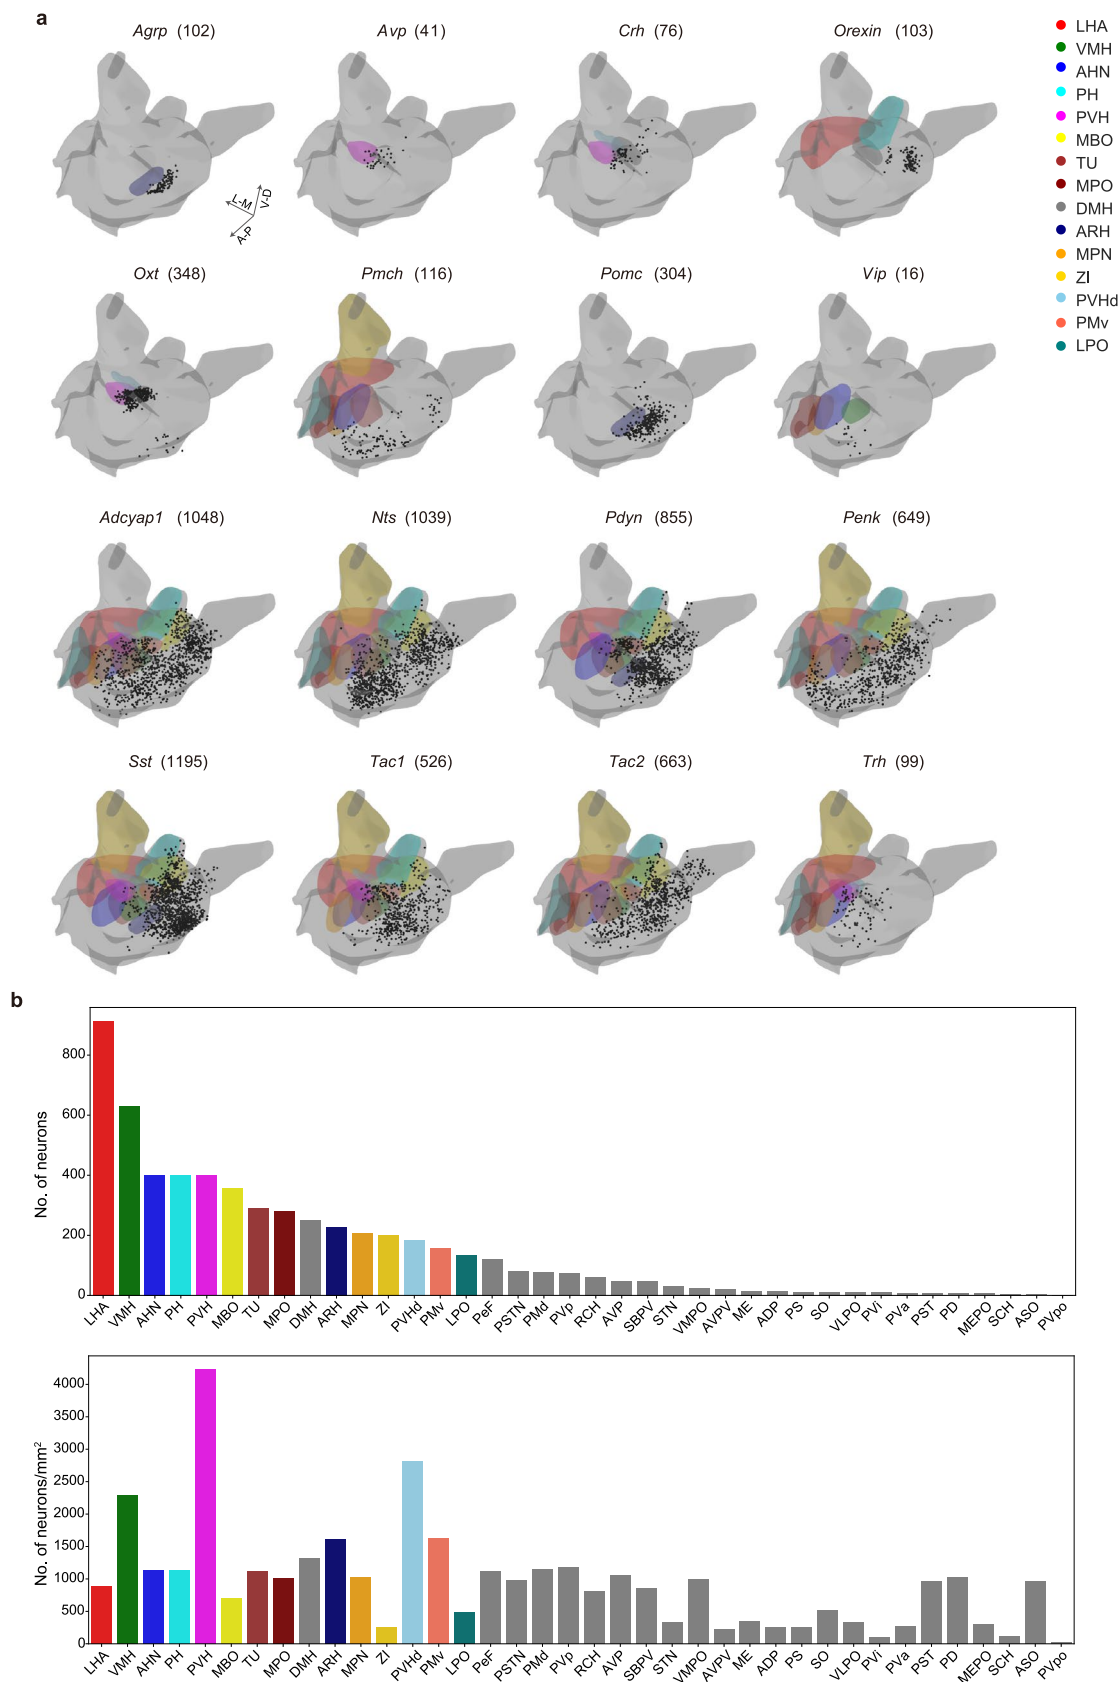 a
Agrp (102)
Avp (41)
Crh (76)
Orexin (103)
L-M
V-D
A-P
Oxt (348)
Pmch (116)
Pomc (304)
Vip (16)
Adcyap1 (1048)
Nts (1039)
Pdyn (855)
Penk (649)
Sst (1195)
Tac1 (526)
Tac2 (663)
Trh (99)
LHA
VMH
AHN
PH
PVH
MBO
TU
MPO
DMH
ARH
MPN
ZI
PVHd
PMv
LPO
b
No. of neurons
800
600
400
200
0
LHA VMH AHN PH PVH MBO TU MPO DMH ARH MPN ZI PVHd PMv LPO PeF PSTN PMd PVp RCH AVP SBPV STN VMPO AVPV ME ADP PS SO VLPO PVi PVa PST PD MEPO SCH ASO PVpo
No. of neurons/mm²
4000
3500
3000
2500
2000
1500
1000
500
0
LHA VMH AHN PH PVH MBO TU MPO DMH ARH MPN ZI PVHd PMv LPO PeF PSTN PMd PVp RCH AVP SBPV STN VMPO AVPV ME ADP PS SO VLPO PVi PVa PST PD MEPO SCH ASO PVpo